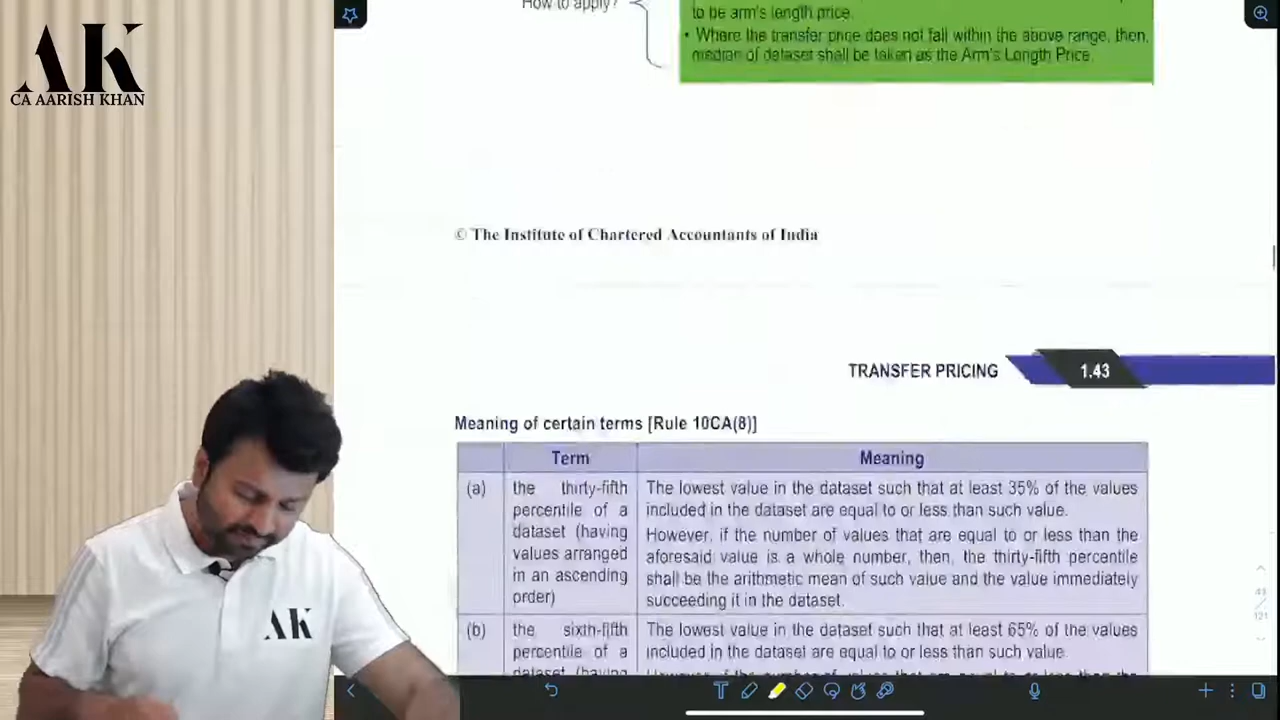 AK
CA AARISH KHAN
How to apply?
to be arm's length price.
• Where the transfer price does not fall within the above range, then,
median of dataset shall be taken as the Arm's Length Price.
© The Institute of Chartered Accountants of India
TRANSFER PRICING 1.43
Meaning of certain terms [Rule 10CA(8)]
Term Meaning
(a) the thirty-fifth percentile of a dataset (having values arranged in an ascending order)
The lowest value in the dataset such that at least 35% of the values
included in the dataset are equal to or less than such value.
However, if the number of values that are equal to or less than the
aforesaid value is a whole number, then, the thirty-fifth percentile
shall be the arithmetic mean of such value and the value immediately
succeeding it in the dataset.
(b) the sixth-fifth
percentile of a
dataset (having
The lowest value in the dataset such that at least 65% of the values
included in the dataset are equal to or less than such value.
AK